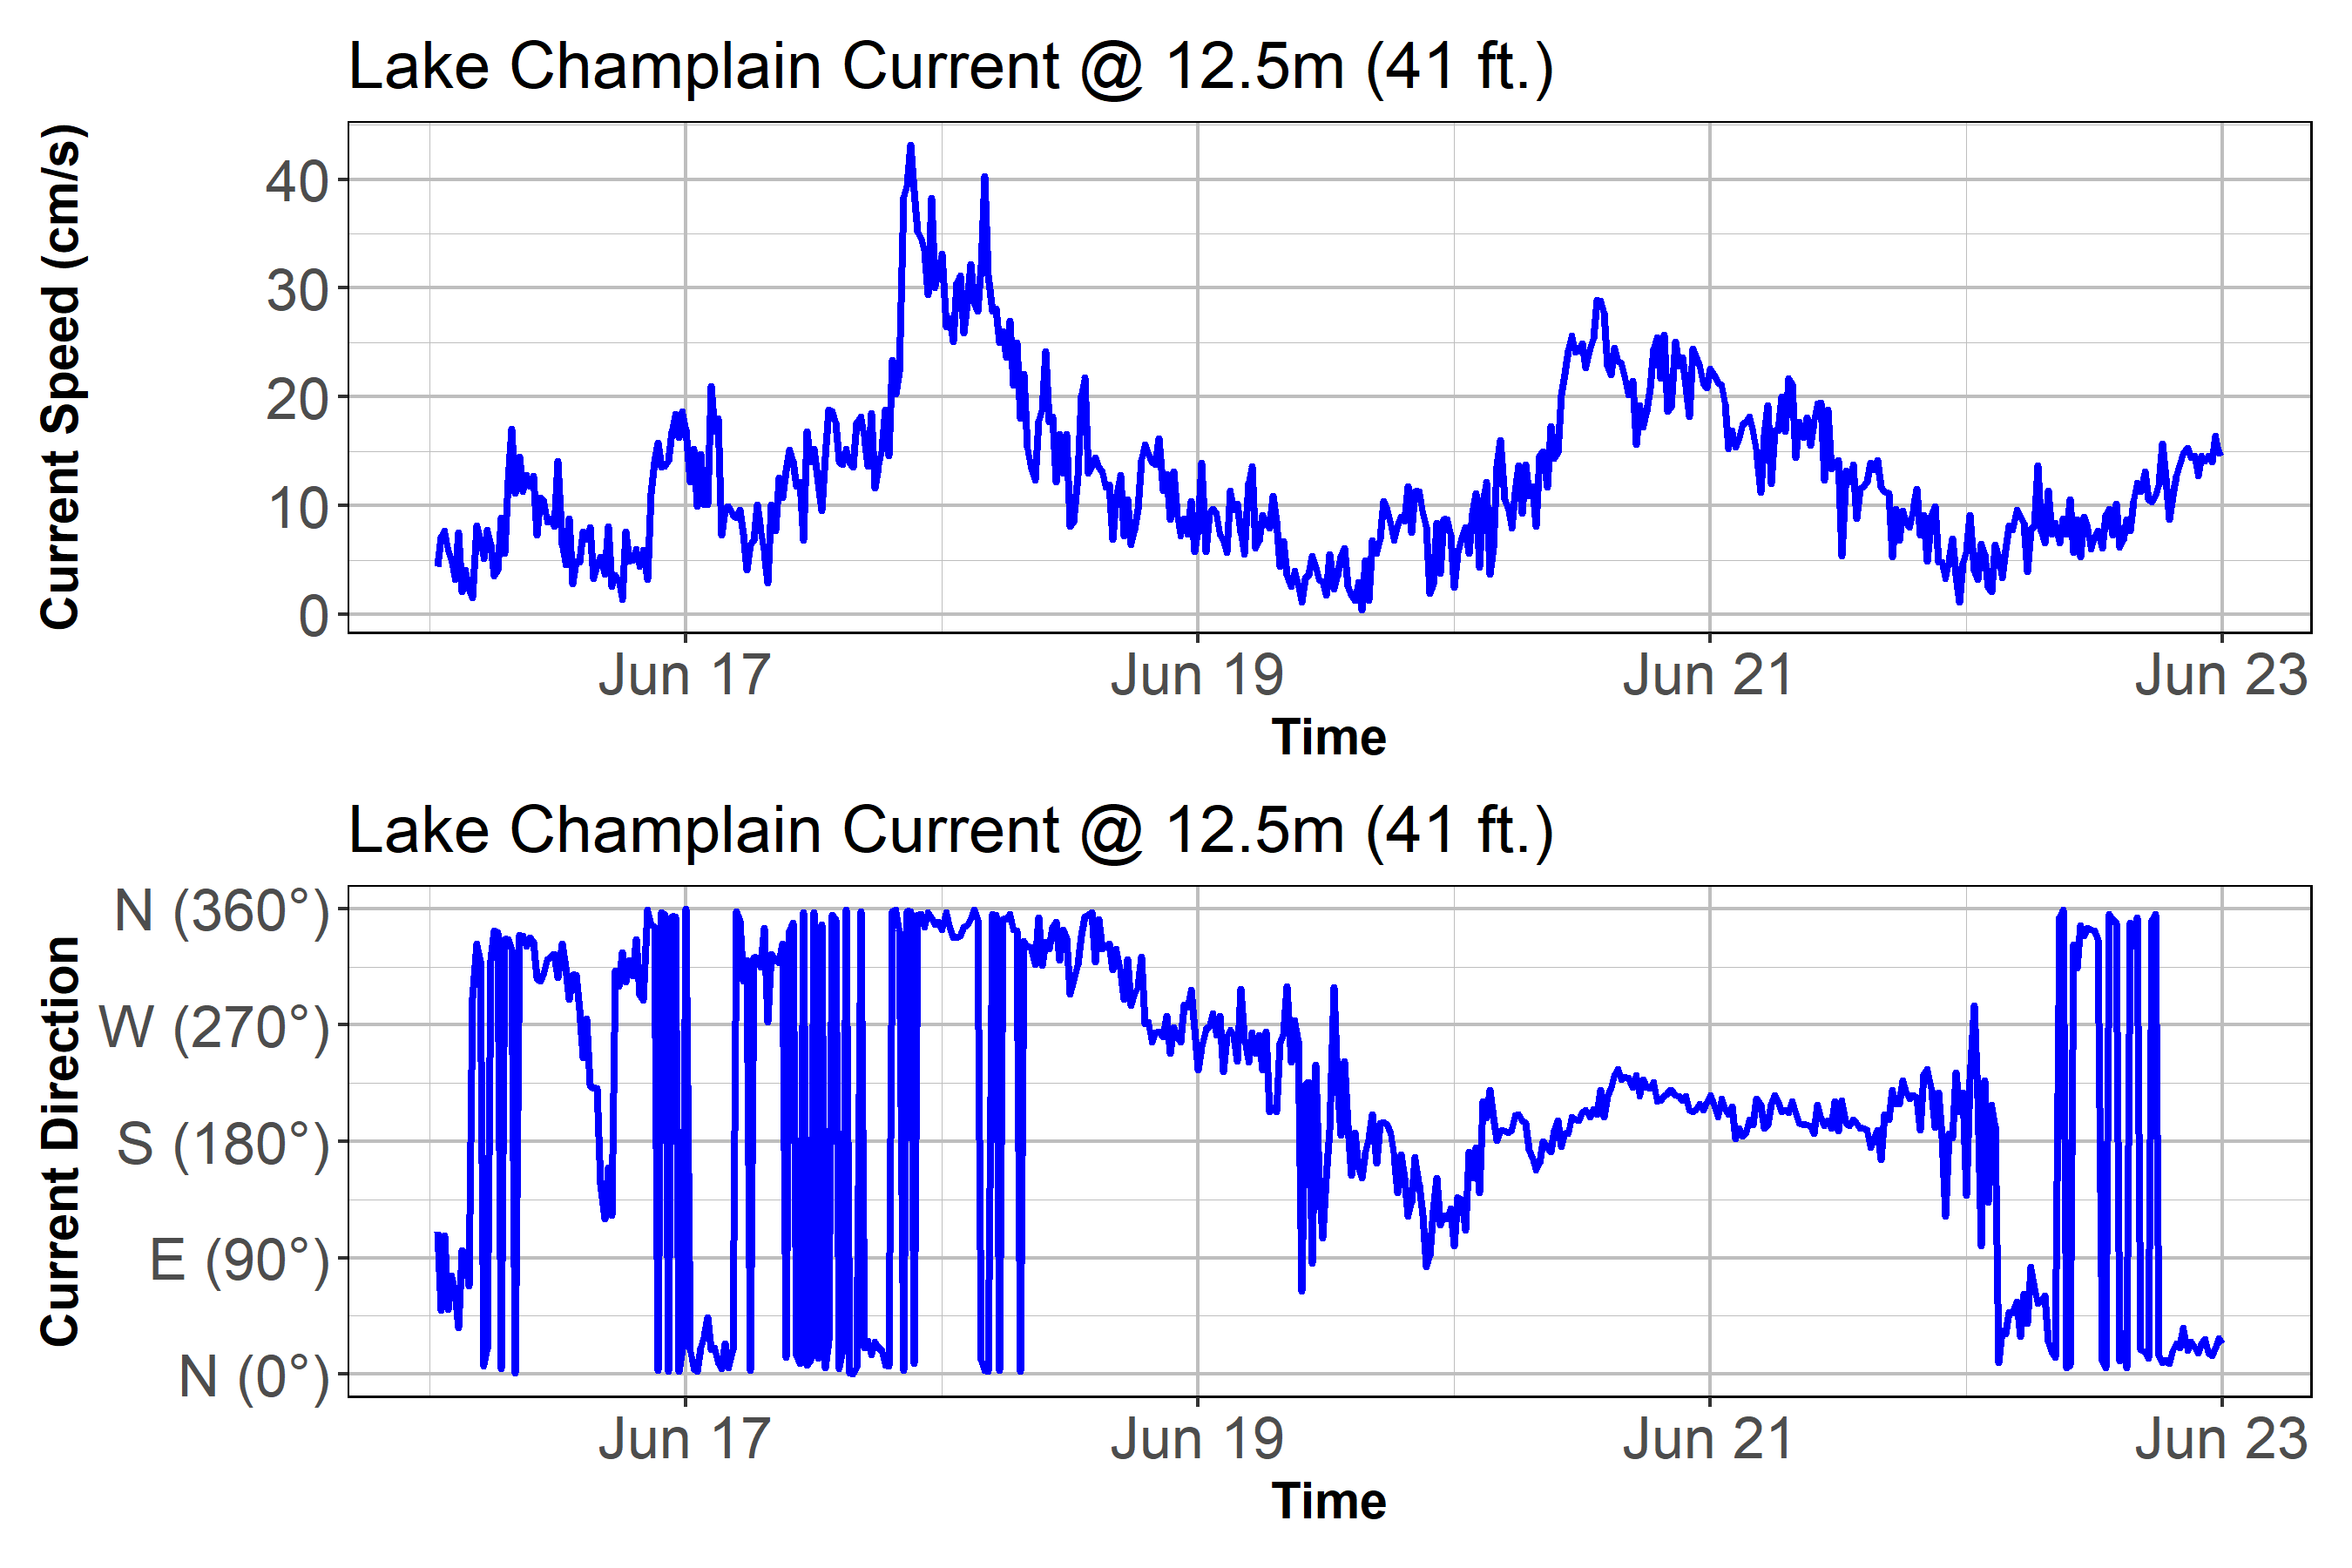 Lake Champlain Current @ 12.5m (41 ft.)
Current Speed (cm/s)
40
30
20
10
0
Jun 17 Jun 19 Jun 21 Jun 23
Time
Lake Champlain Current @ 12.5m (41 ft.)
Current Direction
N (360°)
W (270°)
S (180°)
E (90°)
N (0°)
Jun 17 Jun 19 Jun 21 Jun 23
Time